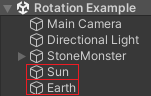 Rotation Example
Main Camera
Directional Light
StoneMonster
Sun
Earth